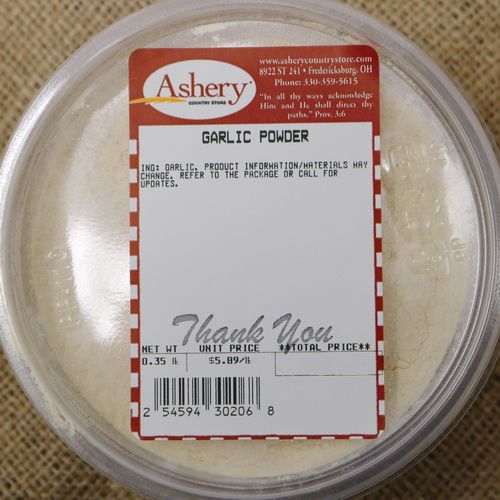 Ashery
COUNTRY STORE
www.asherycountrystore.com
8922 ST 241 • Fredericksburg, OH
Phone: 330-359-5615
"In all thy ways acknowledge
Him and He shall direct thy
paths." Prov. 3:6
GARLIC POWDER
ING: GARLIC. PRODUCT INFORMATION/MATERIALS MAY
CHANGE. REFER TO THE PACKAGE OR CALL FOR
UPDATES.
Thank You
NET WT UNIT PRICE **TOTAL PRICE**
0.35 lb $5.89/lb
2 54594 30206 8